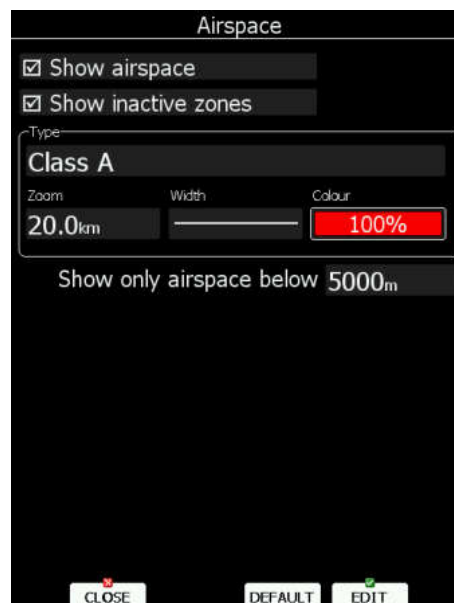 Airspace
Show airspace
Show inactive zones
Type
Class A
Zoom Width Colour
20.0km 100%
Show only airspace below 5000m
CLOSE DEFAULT EDIT